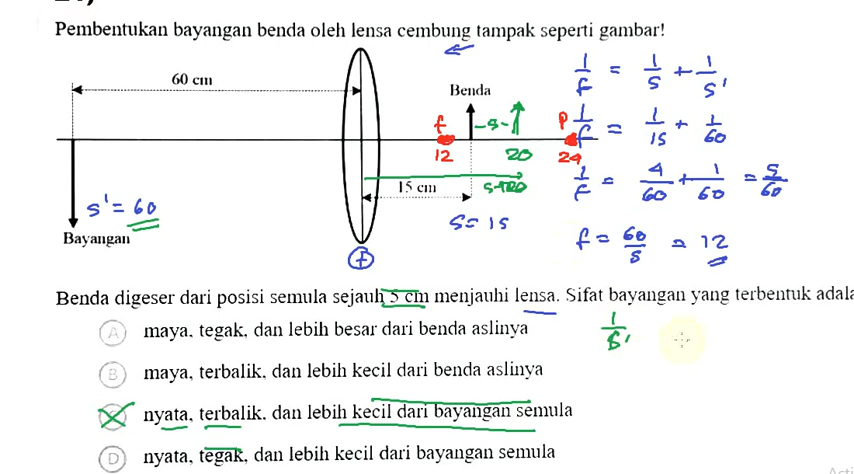 Pembentukan bayangan benda oleh lensa cembung tampak seperti gambar!
60 cm
Benda
f
12
-s-
20
P
24
15 cm
s=20
s' = 60
s = 15
Bayangan
f
1/f = 1/s + 1/s'
1/f = 1/15 + 1/60
1/f = 4/60 + 1/60 = 5/60
f = 60/5 = 12
Benda digeser dari posisi semula sejauh 5 cm menjauhi lensa. Sifat bayangan yang terbentuk adala
A maya, tegak, dan lebih besar dari benda aslinya
1/s'
B maya, terbalik, dan lebih kecil dari benda aslinya
nyata, terbalik, dan lebih kecil dari bayangan semula
D nyata, tegak, dan lebih kecil dari bayangan semula